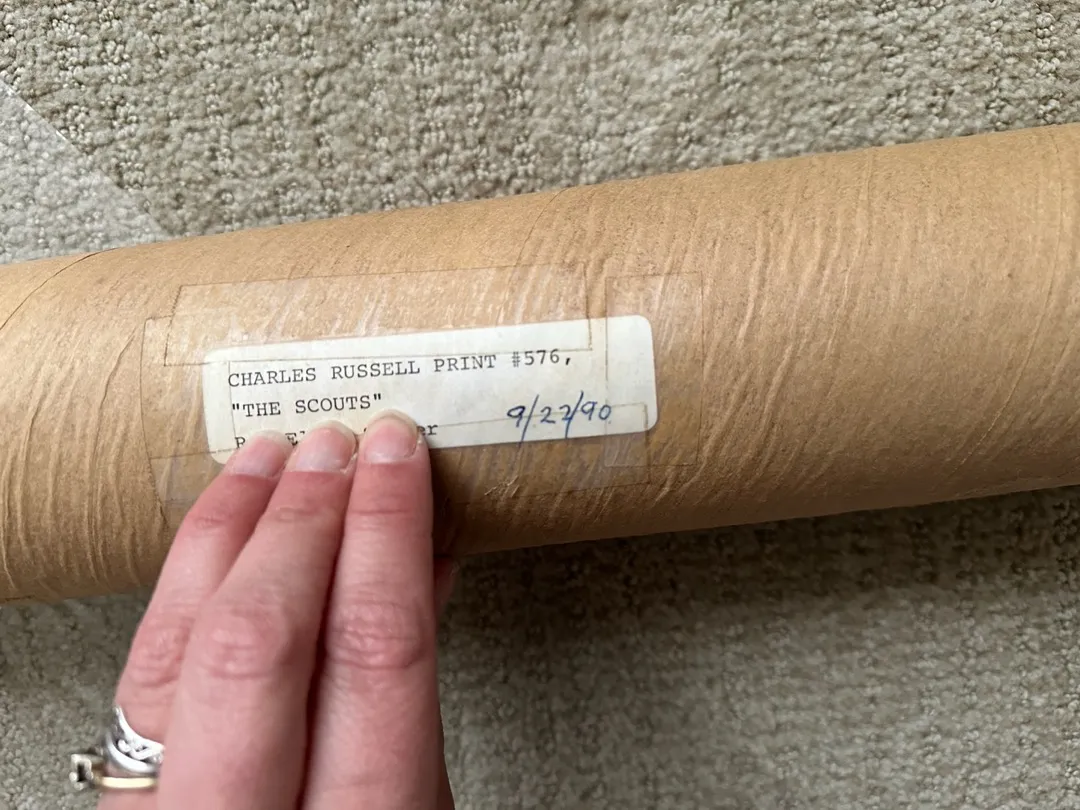 CHARLES RUSSELL PRINT #576,
"THE SCOUTS"
9/22/90